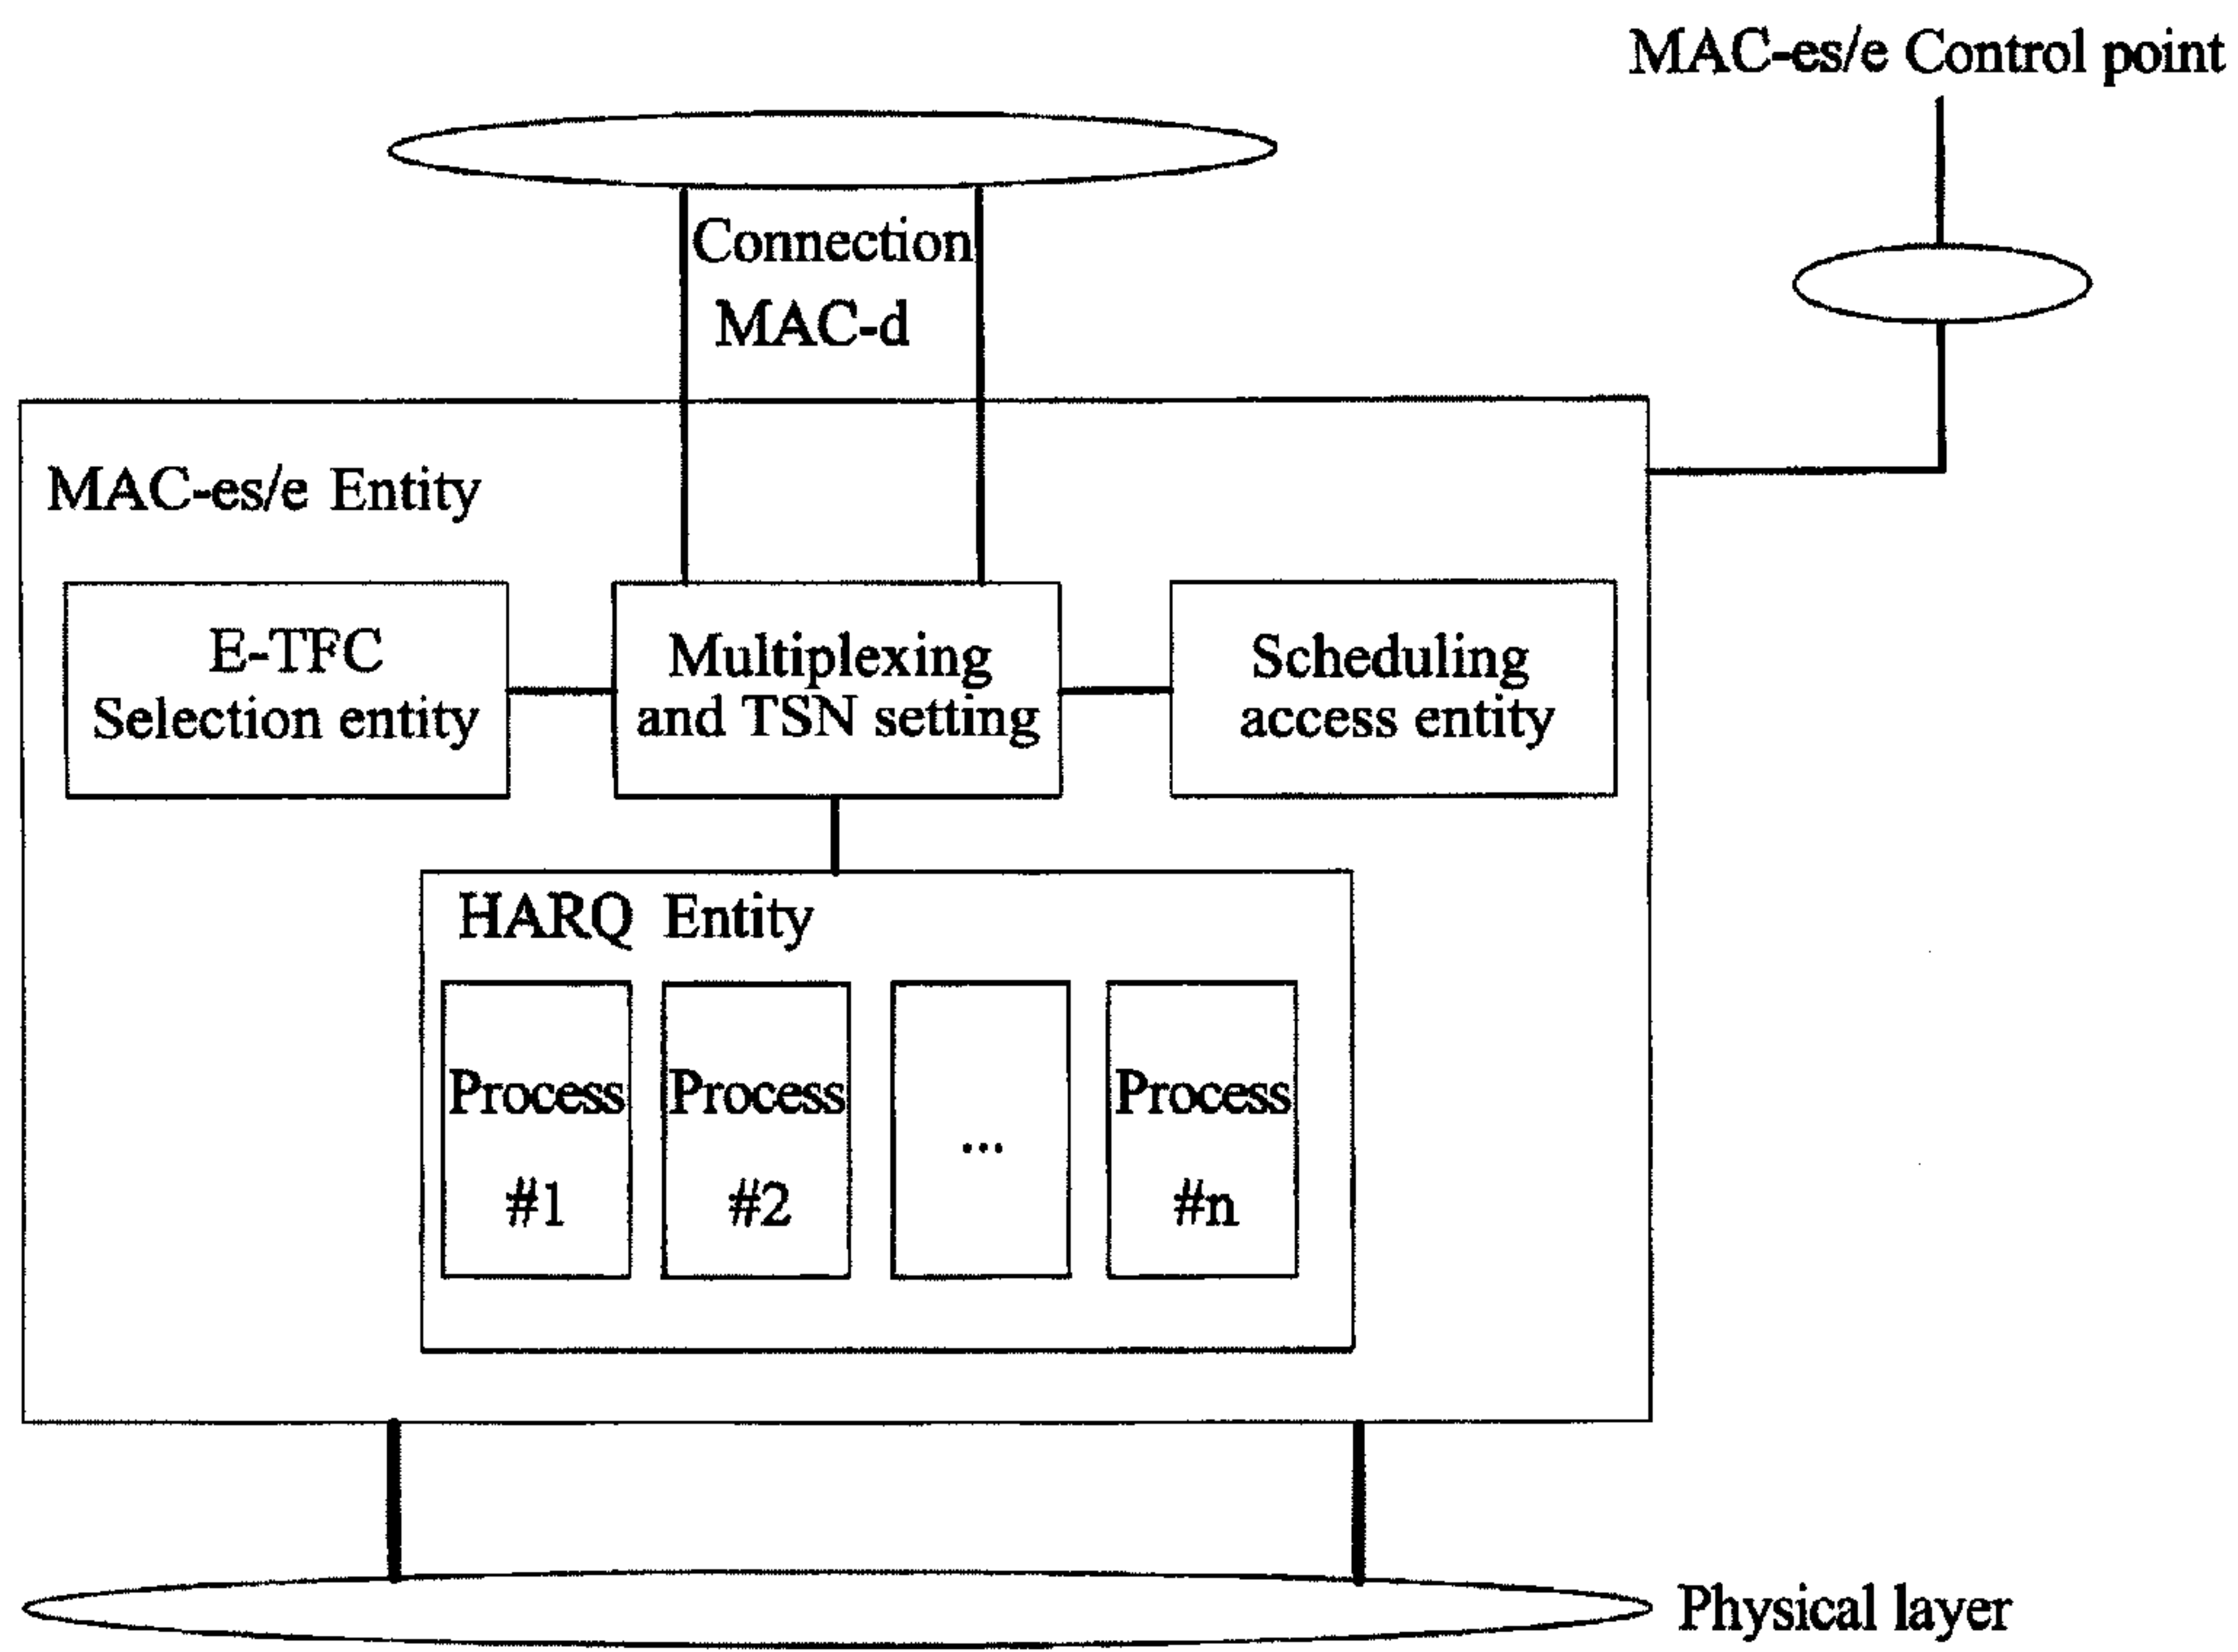 MAC-es/e Control point
Connection
MAC-d
MAC-es/e Entity
E-TFC
Selection entity
Multiplexing
and TSN setting
Scheduling
access entity
HARQ Entity
Process
#1
Process
#2
...
Process
#n
Physical layer